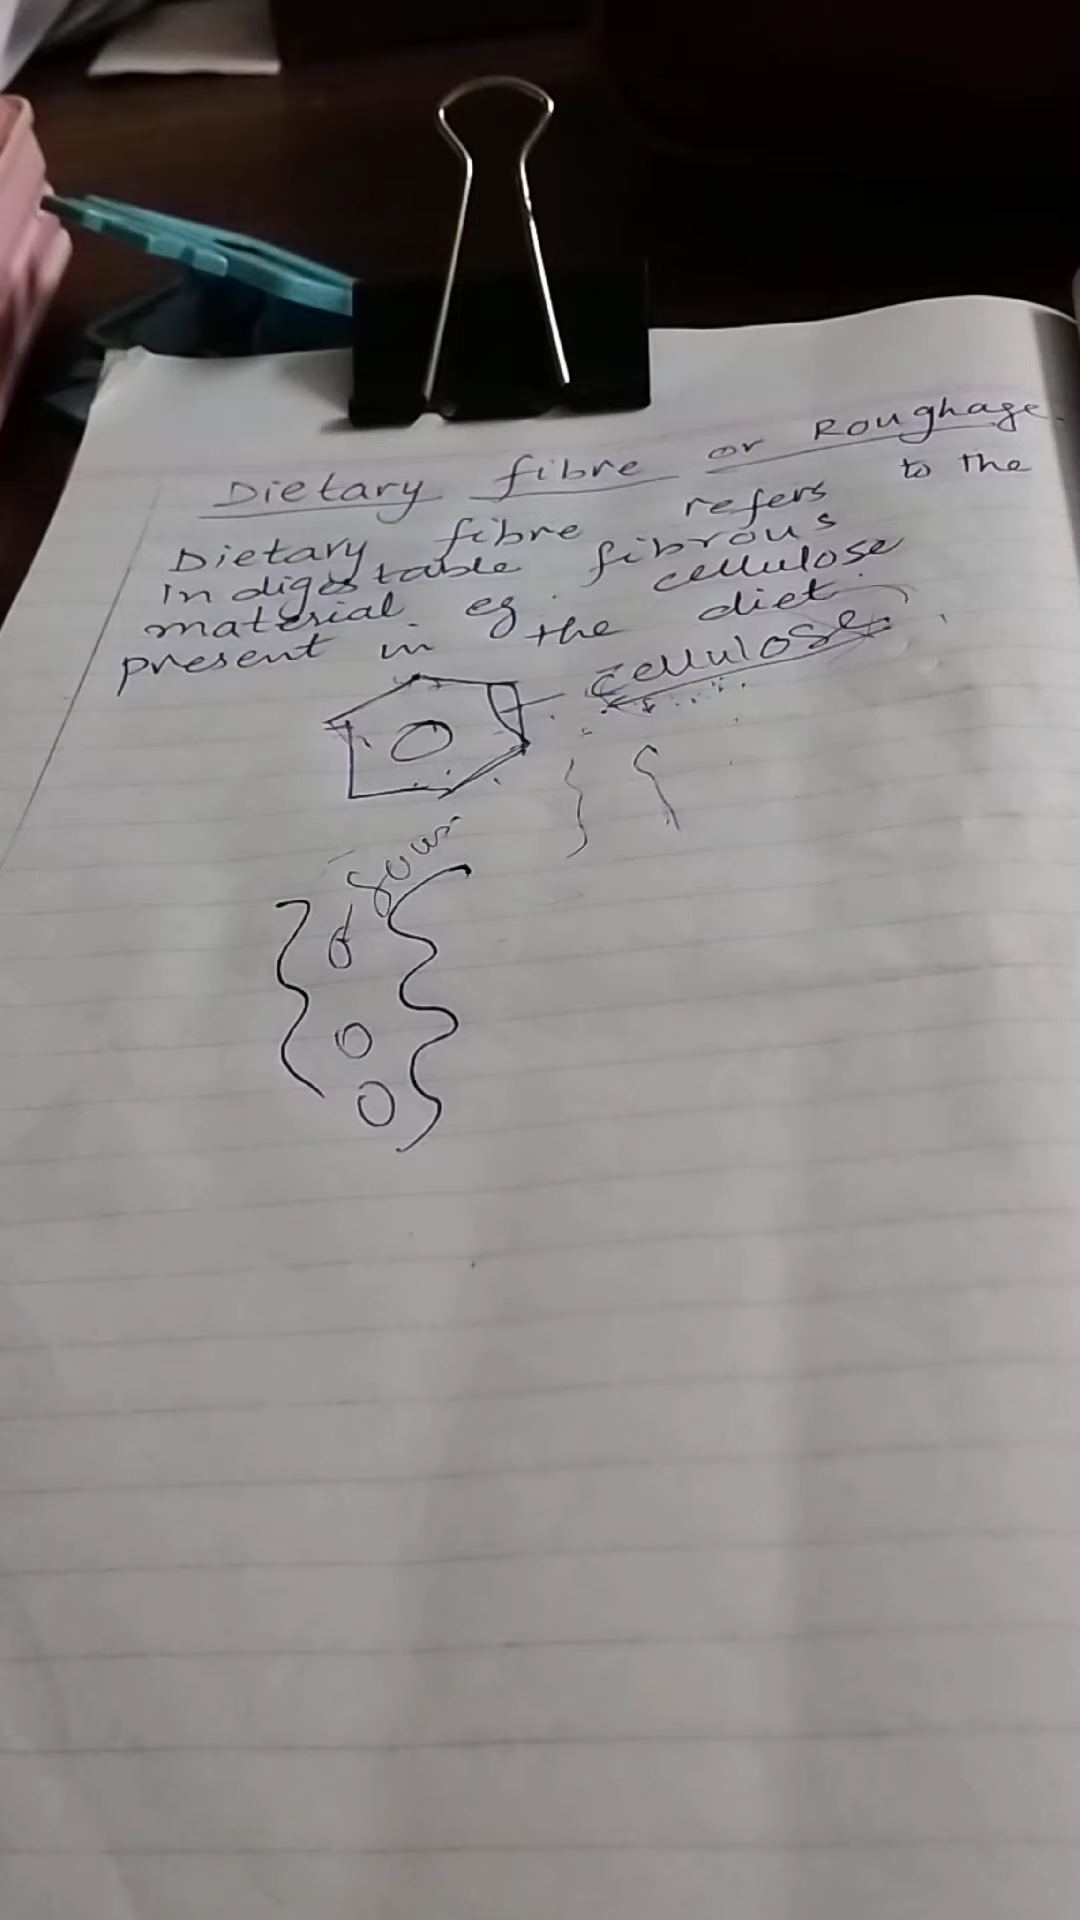 Dietary fibre or Roughage.
Dietary fibre refers to the
Indigestable fibrous
material eg. cellulose
present in the diet.
cellulose